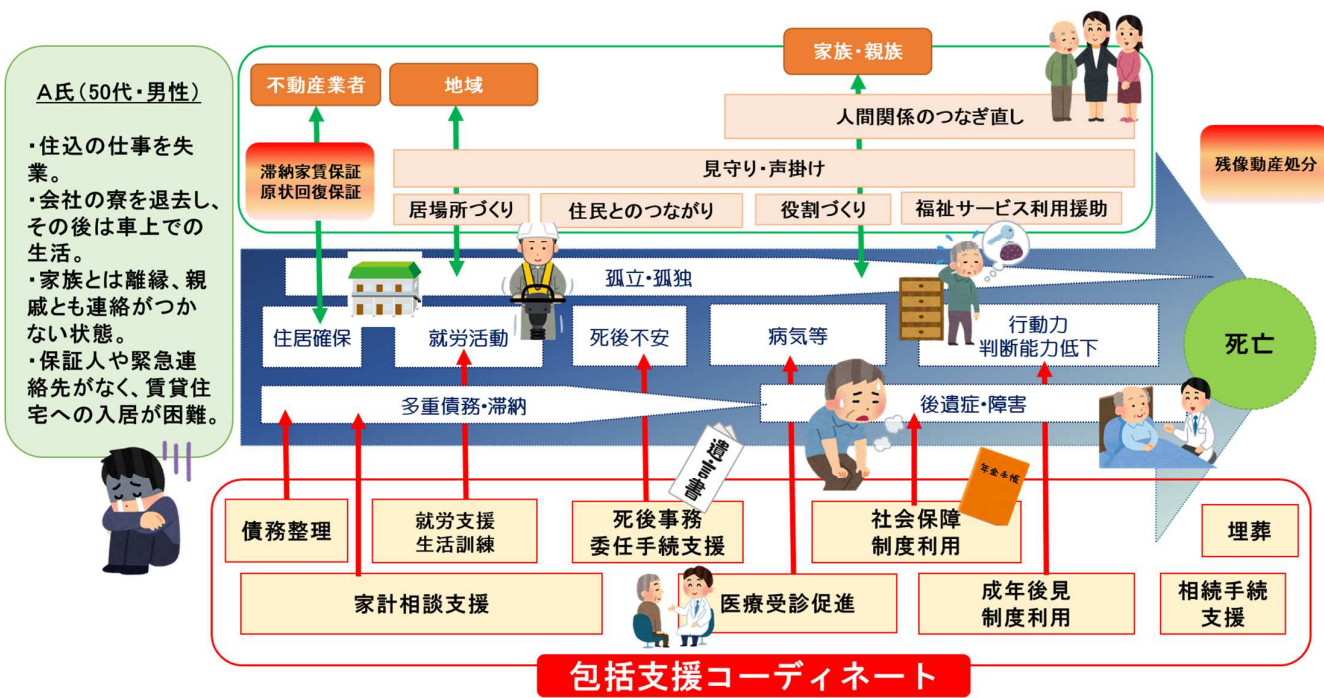 A氏(50代・男性)
・住込の仕事を失
業。
・会社の寮を退去し、
その後は車上での
生活。
・家族とは離縁、親
戚とも連絡がつか
ない状態。
・保証人や緊急連
絡先がなく、賃貸住
宅への入居が困難。
不動産業者
地域
家族・親族
人間関係のつなぎ直し
滞納家賃保証
原状回復保証
見守り・声掛け
残像動産処分
居場所づくり
住民とのつながり
役割づくり
福祉サービス利用援助
孤立・孤独
住居確保
就労活動
死後不安
病気等
行動力
判断能力低下
死亡
多重債務・滞納
後遺症・障害
遺言書
年金手帳
債務整理
就労支援
生活訓練
死後事務
委任手続支援
社会保障
制度利用
埋葬
家計相談支援
医療受診促進
成年後見
制度利用
相続手続
支援
包括支援コーディネート